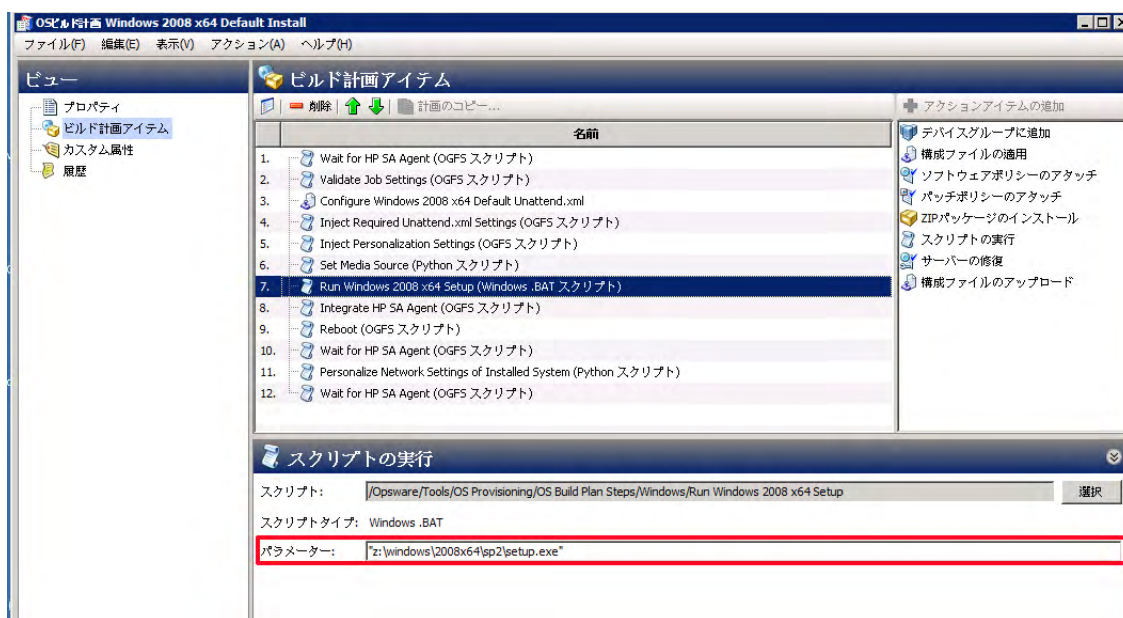 OSビルド計画 Windows 2008 x64 Default Install
ファイル(F) 編集(E) 表示(V) アクション(A) ヘルプ(H)
ビュー
プロパティ
ビルド計画アイテム
カスタム属性
履歴
ビルド計画アイテム
削除 計画のコピー...
名前
1. Wait for HP SA Agent (OGFS スクリプト)
2. Validate Job Settings (OGFS スクリプト)
3. Configure Windows 2008 x64 Default Unattend.xml
4. Inject Required Unattend.xml Settings (OGFS スクリプト)
5. Inject Personalization Settings (OGFS スクリプト)
6. Set Media Source (Python スクリプト)
7. Run Windows 2008 x64 Setup (Windows .BAT スクリプト)
8. Integrate HP SA Agent (OGFS スクリプト)
9. Reboot (OGFS スクリプト)
10. Wait for HP SA Agent (OGFS スクリプト)
11. Personalize Network Settings of Installed System (Python スクリプト)
12. Wait for HP SA Agent (OGFS スクリプト)
アクションアイテムの追加
デバイスグループに追加
構成ファイルの適用
ソフトウェアポリシーのアタッチ
パッチポリシーのアタッチ
ZIPパッケージのインストール
スクリプトの実行
サーバーの修復
構成ファイルのアップロード
スクリプトの実行
スクリプト: /Opsware/Tools/OS Provisioning/OS Build Plan Steps/Windows/Run Windows 2008 x64 Setup 選択
スクリプトタイプ: Windows .BAT
パラメーター: "z:\windows\2008x64\sp2\setup.exe"